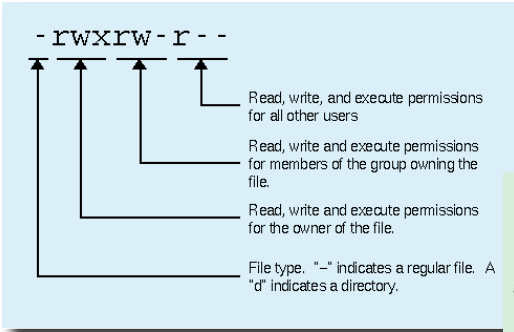 -rwxrw-r--
Read, write, and execute permissions
for all other users
Read, write and execute permissions
for members of the group owning the
file.
Read, write and execute permissions
for the owner of the file.
File type. "-" indicates a regular file. A
"d" indicates a directory.